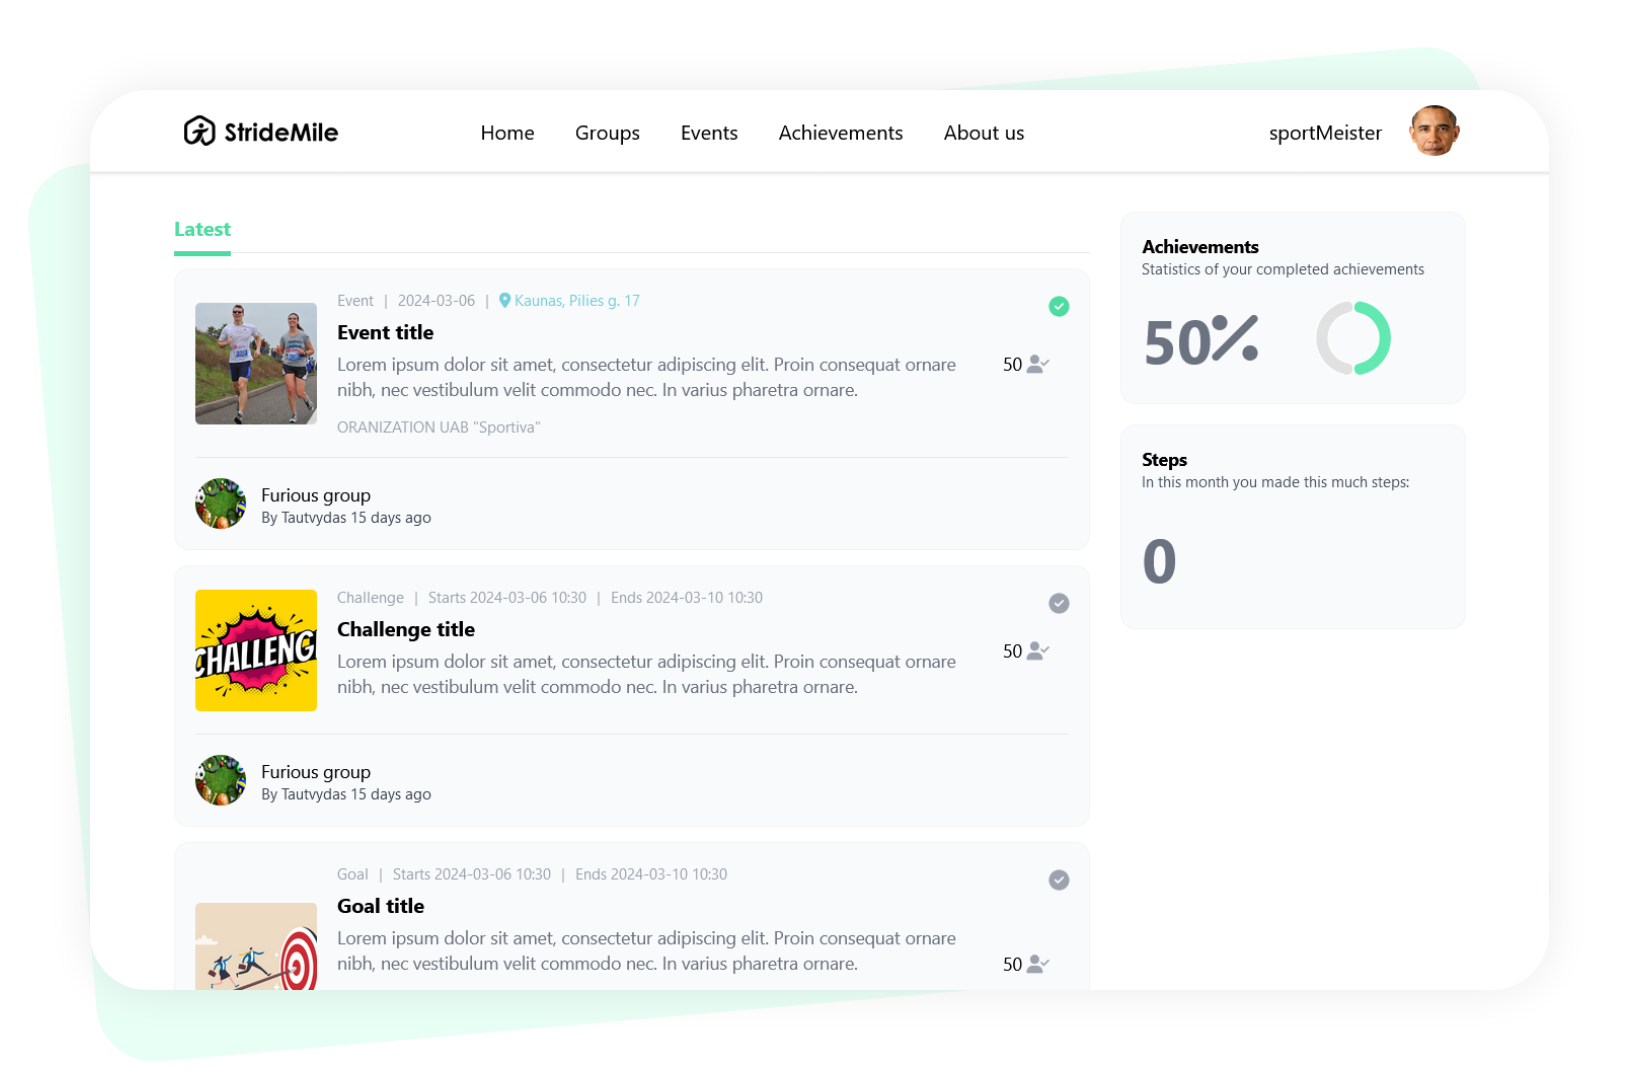 StrideMile
Home
Groups
Events
Achievements
About us
sportMeister
Latest
Event | 2024-03-06 | Kaunas, Pilies g. 17
Event title
Lorem ipsum dolor sit amet, consectetur adipiscing elit. Proin consequat ornare
nibh, nec vestibulum velit commodo nec. In varius pharetra ornare.
50
ORANIZATION UAB "Sportiva"
Furious group
By Tautvydas 15 days ago
CHALLENG
Challenge | Starts 2024-03-06 10:30 | Ends 2024-03-10 10:30
Challenge title
Lorem ipsum dolor sit amet, consectetur adipiscing elit. Proin consequat ornare
nibh, nec vestibulum velit commodo nec. In varius pharetra ornare.
50
Furious group
By Tautvydas 15 days ago
Goal | Starts 2024-03-06 10:30 | Ends 2024-03-10 10:30
Goal title
Lorem ipsum dolor sit amet, consectetur adipiscing elit. Proin consequat ornare
nibh, nec vestibulum velit commodo nec. In varius pharetra ornare.
50
Achievements
Statistics of your completed achievements
50%
Steps
In this month you made this much steps:
0